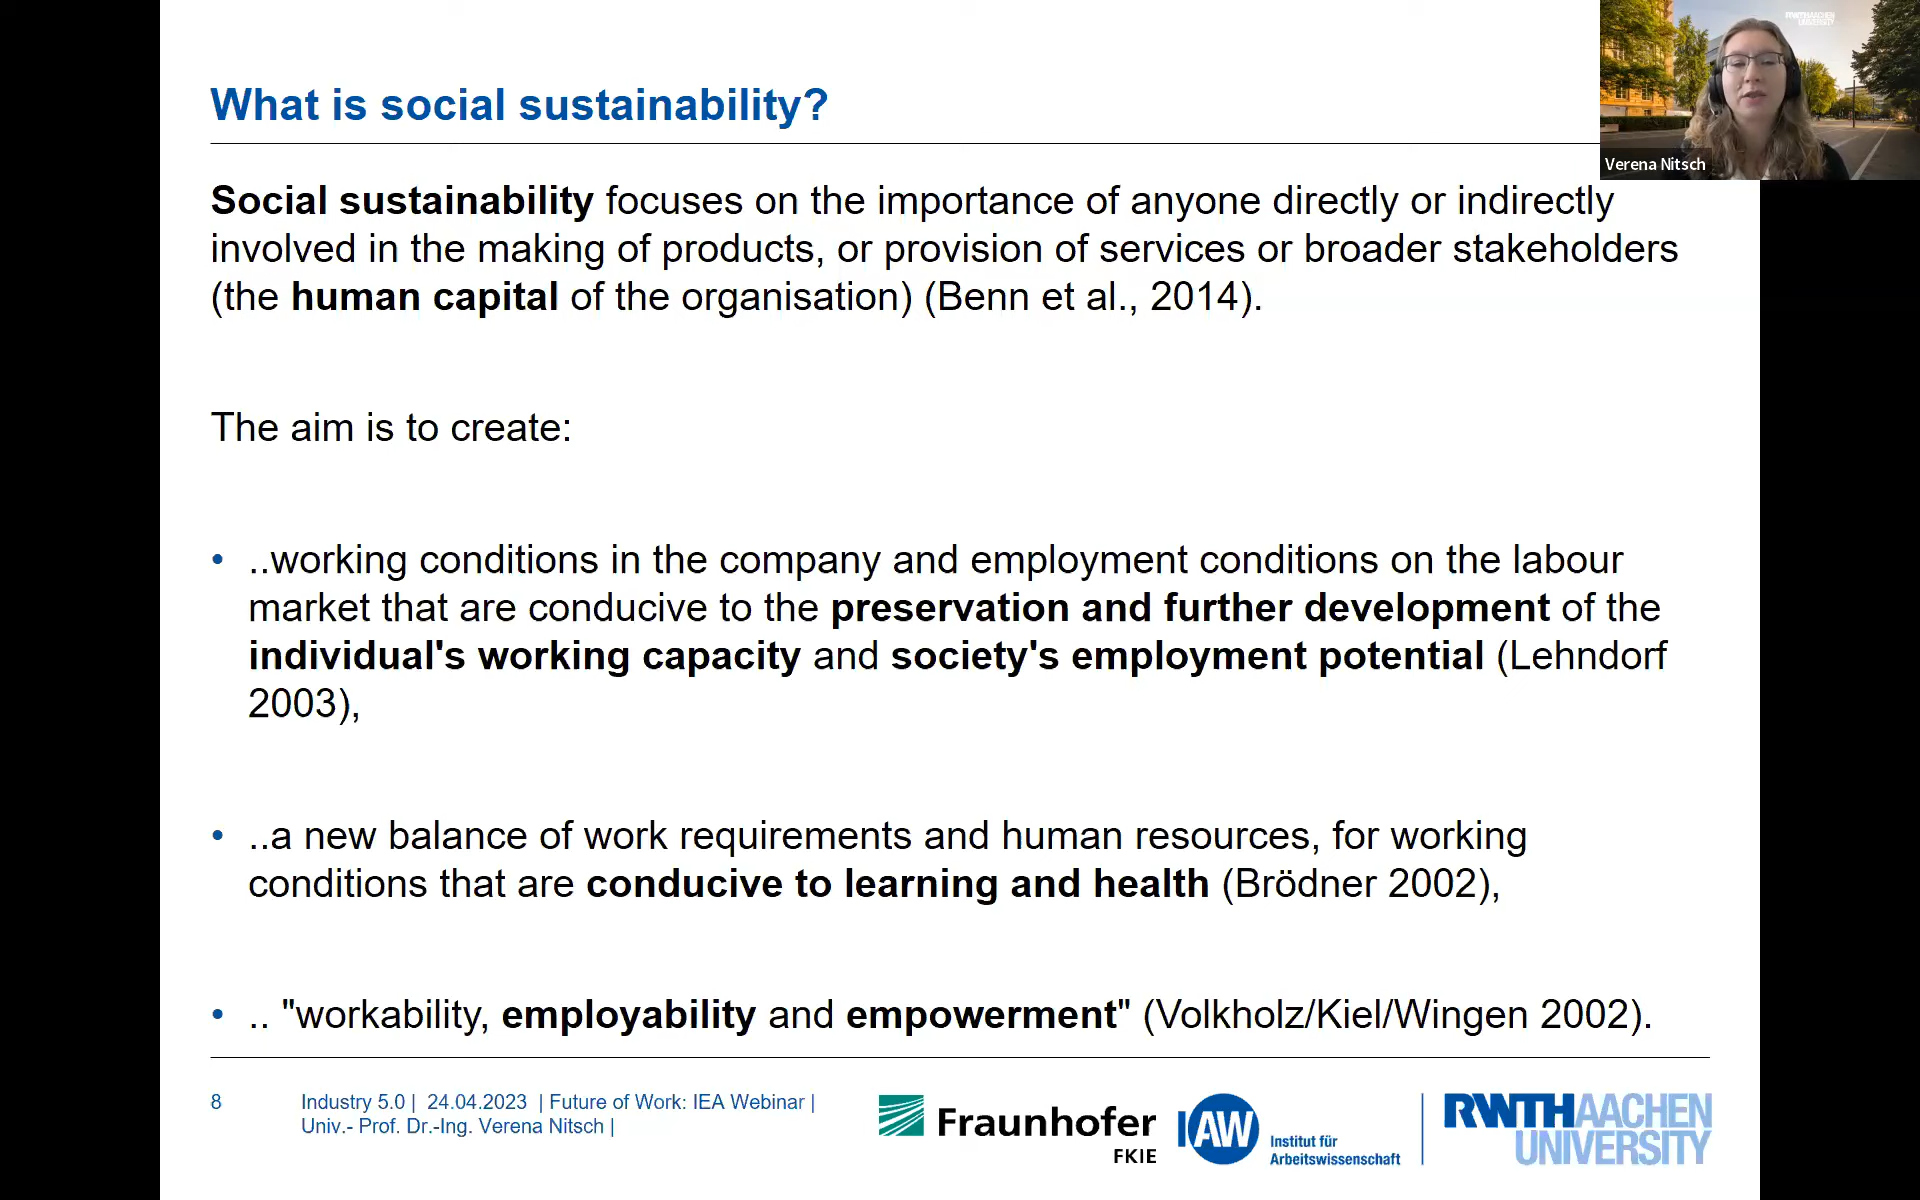 RWTHAACHEN
UNIVERSITY
Verena Nitsch
What is social sustainability?
Social sustainability focuses on the importance of anyone directly or indirectly
involved in the making of products, or provision of services or broader stakeholders
(the human capital of the organisation) (Benn et al., 2014).
The aim is to create:
• ..working conditions in the company and employment conditions on the labour
market that are conducive to the preservation and further development of the
individual's working capacity and society's employment potential (Lehndorf
2003),
• ..a new balance of work requirements and human resources, for working
conditions that are conducive to learning and health (Brödner 2002),
• .. "workability, employability and empowerment" (Volkholz/Kiel/Wingen 2002).
8
Industry 5.0 | 24.04.2023 | Future of Work: IEA Webinar |
Univ.- Prof. Dr.-Ing. Verena Nitsch |
Fraunhofer
FKIE
IAW
Institut für
Arbeitswissenschaft
RWTHAACHEN
UNIVERSITY